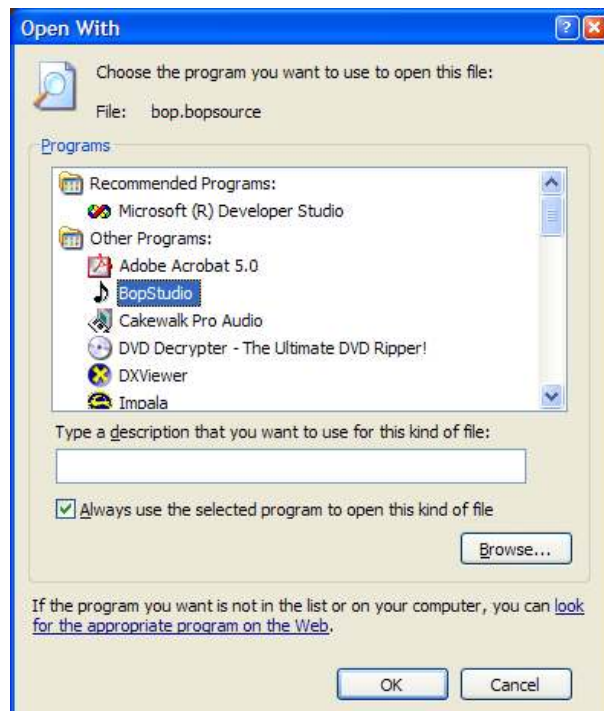 Open With
Choose the program you want to use to open this file:
File: bop.bopsource
Programs
Recommended Programs:
Microsoft (R) Developer Studio
Other Programs:
Adobe Acrobat 5.0
BopStudio
Cakewalk Pro Audio
DVD Decrypter - The Ultimate DVD Ripper!
DXViewer
Impala
Type a description that you want to use for this kind of file:
Always use the selected program to open this kind of file
Browse...
If the program you want is not in the list or on your computer, you can look
for the appropriate program on the Web.
OK Cancel